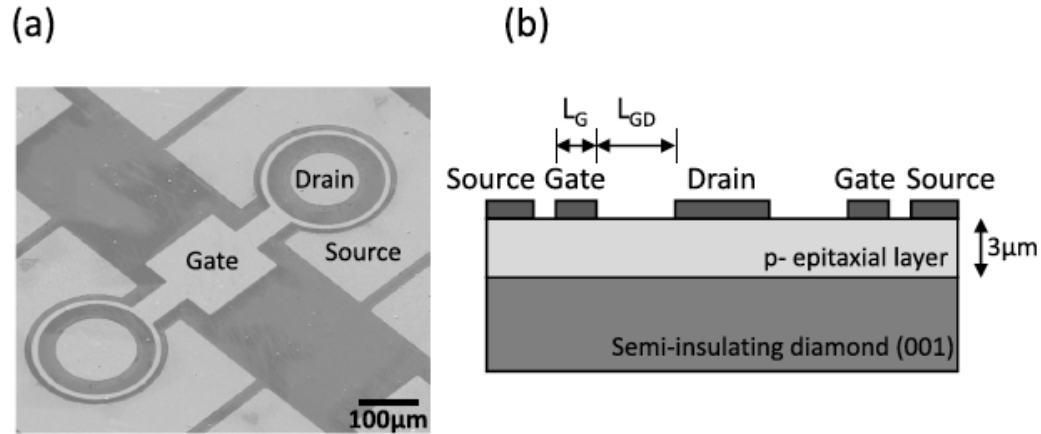 (a)
(b)
Drain
Gate
Source
100μm
L_G L_GD
Source Gate Drain Gate Source
p- epitaxial layer
3μm
Semi-insulating diamond (001)